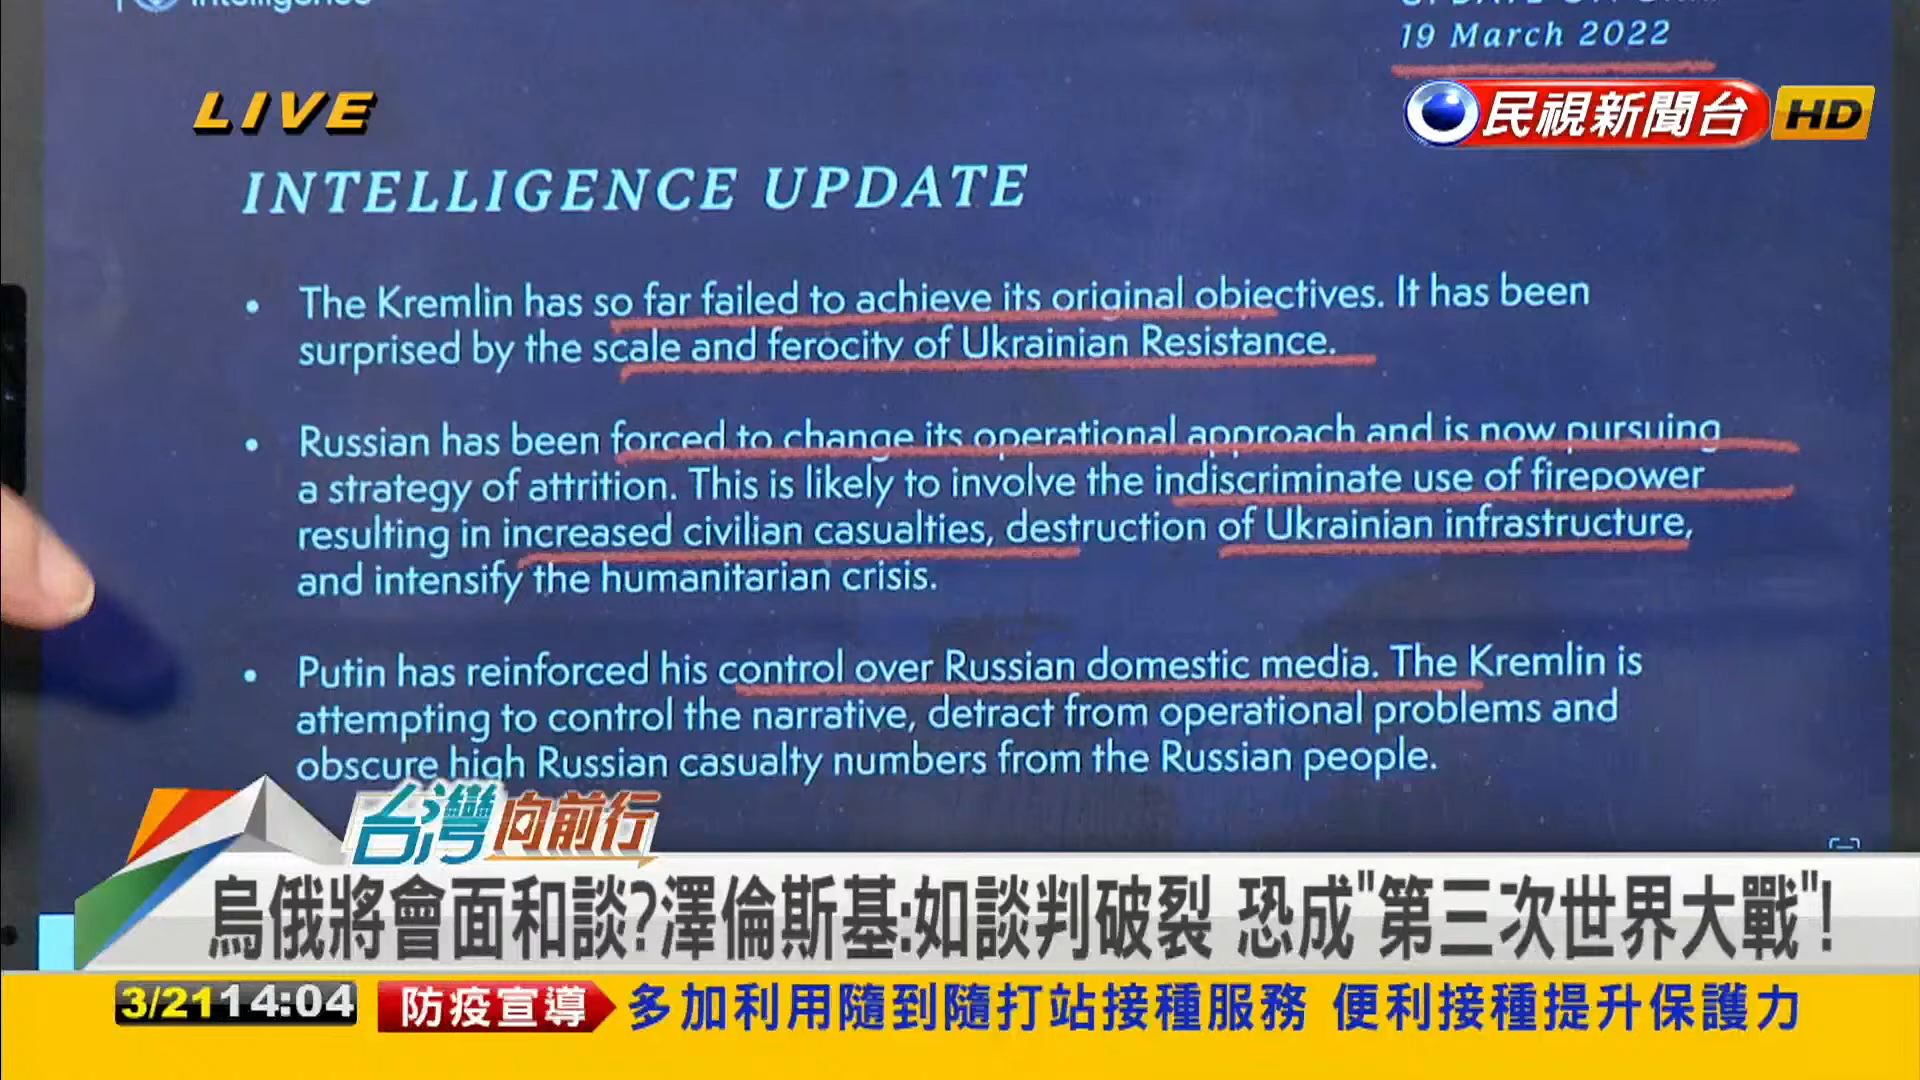 Intelligence
19 March 2022
LIVE
民視新聞台 HD
INTELLIGENCE UPDATE
• The Kremlin has so far failed to achieve its original objectives. It has been
surprised by the scale and ferocity of Ukrainian Resistance.
• Russian has been forced to change its operational approach and is now pursuing
a strategy of attrition. This is likely to involve the indiscriminate use of firepower
resulting in increased civilian casualties, destruction of Ukrainian infrastructure,
and intensify the humanitarian crisis.
• Putin has reinforced his control over Russian domestic media. The Kremlin is
attempting to control the narrative, detract from operational problems and
obscure high Russian casualty numbers from the Russian people.
台灣向前行
烏俄將會面和談?澤倫斯基:如談判破裂 恐成"第三次世界大戰"!
3/21 14:04 防疫宣導 多加利用隨到隨打站接種服務 便利接種提升保護力